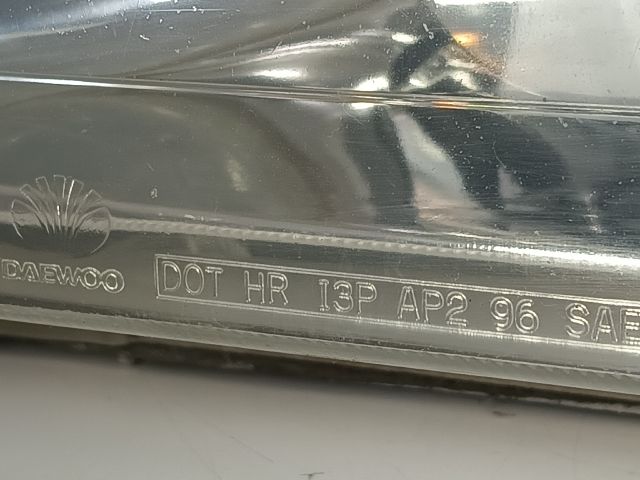 DAEWOO
DOT HR I3P AP2 96 SAE